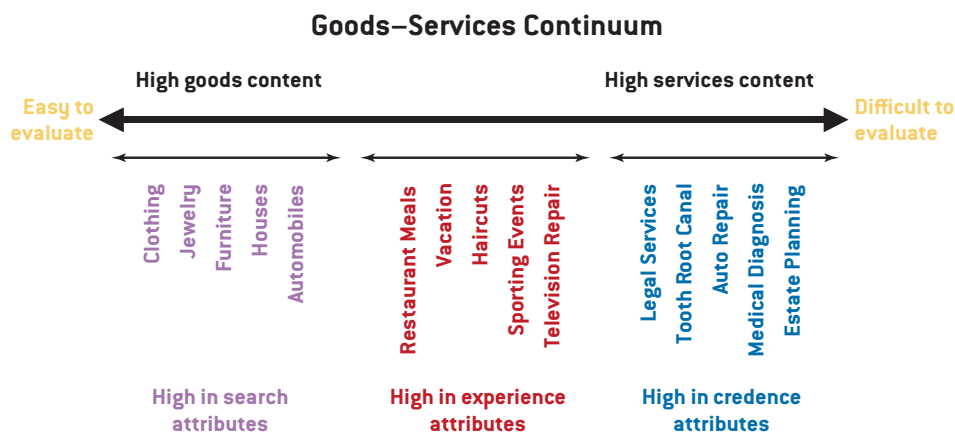 Goods–Services Continuum
High goods content
High services content
Easy to
evaluate
Difficult to
evaluate
Clothing
Jewelry
Furniture
Houses
Automobiles
Restaurant Meals
Vacation
Haircuts
Sporting Events
Television Repair
Legal Services
Tooth Root Canal
Auto Repair
Medical Diagnosis
Estate Planning
High in search
attributes
High in experience
attributes
High in credence
attributes